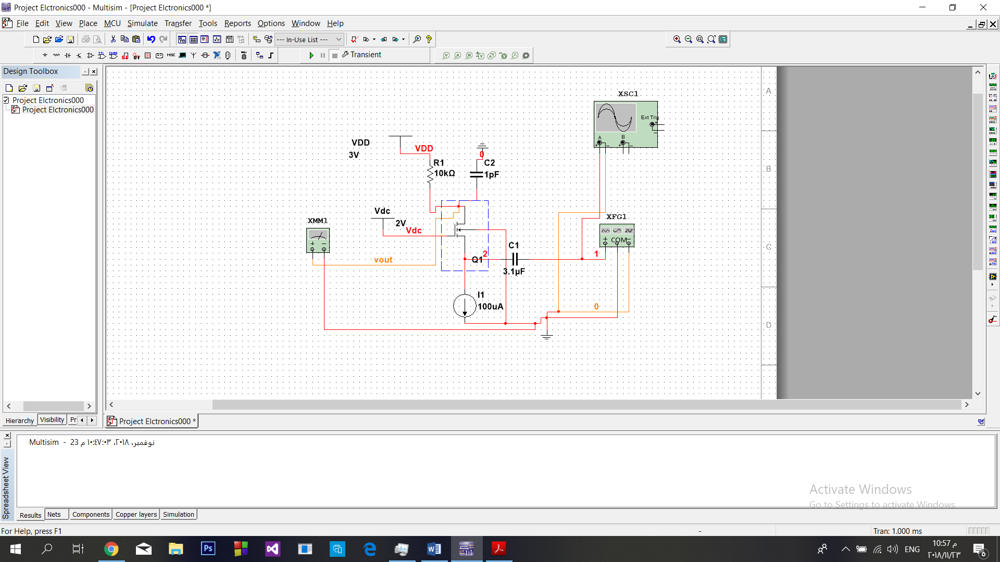 Project Elctronics000 - Multisim - [Project Elctronics000 *]
File Edit View Place MCU Simulate Transfer Tools Reports Options Window Help
--- In-Use List ---
MISC Transient
Design Toolbox
Project Elctronics000
Project Elctronics000
XSC1
Ext Trig
A
B
VDD
3V
VDD
0
R1
10kΩ
C2
1pF
Vdc
2V
Vdc
XMM1
XFG1
COM
vout
C1
3.1µF
2
Q1
1
I1
100uA
0
A
B
C
D
Hierarchy Visibility Pr
Project Elctronics000 *
Multisim - 23 نوفمبر، ٢٠١٨، ١٠:٤٧:٠٣ م
Spreadsheet View
Activate Windows
Go to Settings to activate Windows.
Results Nets Components Copper layers Simulation
For Help, press F1
-
Tran: 1.000 ms
Ps
ENG
10:57 م
٢٠١٨/١١/٢٣